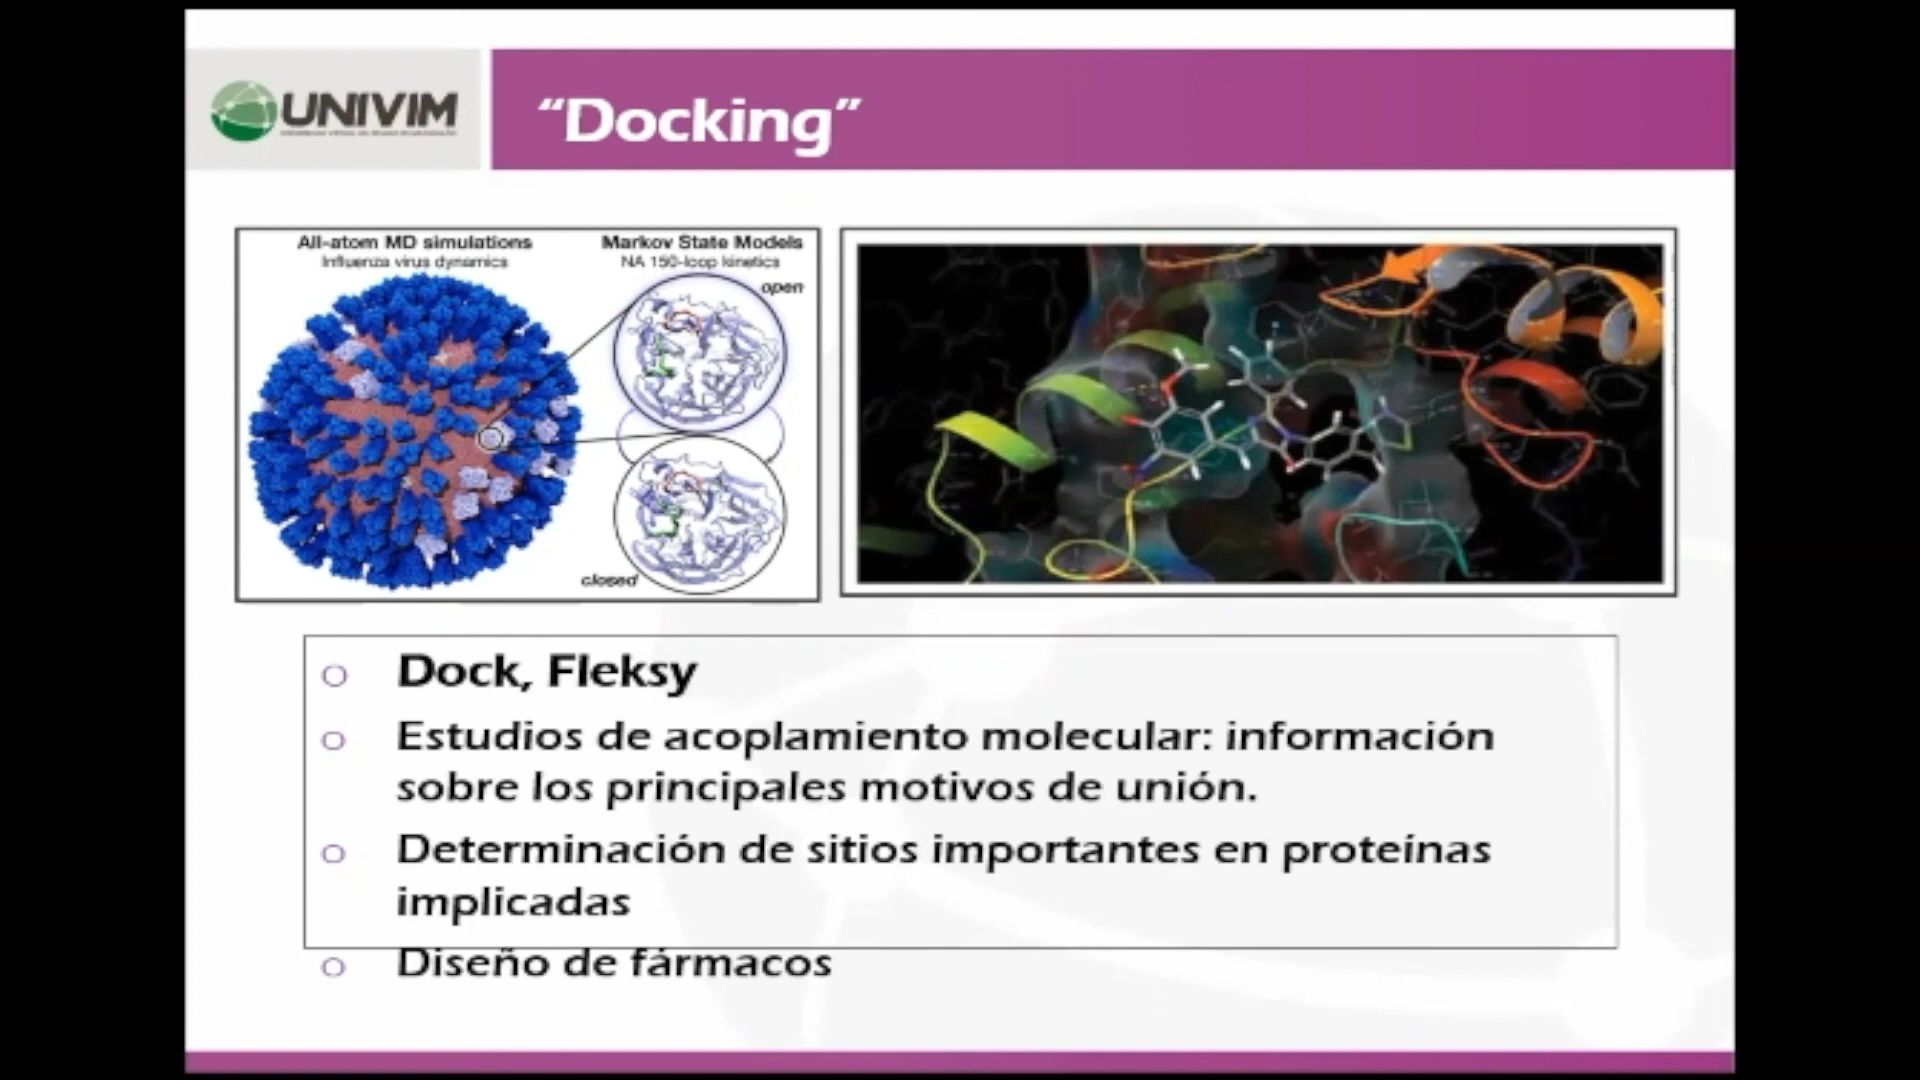 UNIVIM
“Docking”
All-atom MD simulations
Influenza virus dynamics
Markov State Models
NA 150-loop kinetics
open
closed
Dock, Fleksy
Estudios de acoplamiento molecular: información
sobre los principales motivos de unión.
Determinación de sitios importantes en proteínas
implicadas
Diseño de fármacos